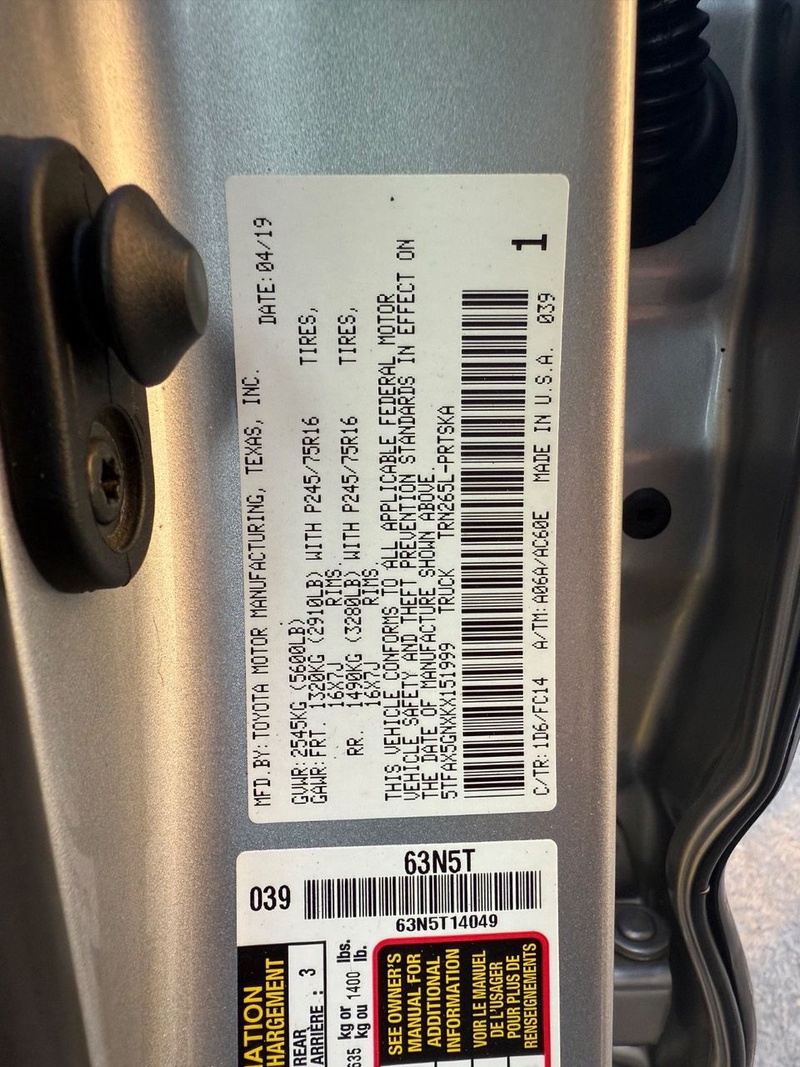 MFD.BY:TOYOTA MOTOR MANUFACTURING, TEXAS, INC. DATE:04/19
GVWR:2545KG (5600LB)
GAWR:FRT. 1320KG (2910LB) WITH P245/75R16 TIRES,
16X7J RIMS.
RR. 1490KG (3280LB) WITH P245/75R16 TIRES,
16X7J RIMS.
THIS VEHICLE CONFORMS TO ALL APPLICABLE FEDERAL MOTOR
VEHICLE SAFETY AND THEFT PREVENTION STANDARDS IN EFFECT ON
THE DATE OF MANUFACTURE SHOWN ABOVE.
5TFAX5GNXKX151999 TRUCK TRN265L-PRTSKA
1
C/TR:1D6/FC14 A/TM:A06A/AC60E MADE IN U.S.A. 039
63N5T
039
63N5T14049
ATION
HARGEMENT
REAR
ARRIÈRE : 3
635 kg or 1400 lbs.
kg ou lb.
SEE OWNER'S
MANUAL FOR
ADDITIONAL
INFORMATION
VOIR LE MANUEL
DE L'USAGER
POUR PLUS DE
RENSEIGNEMENTS